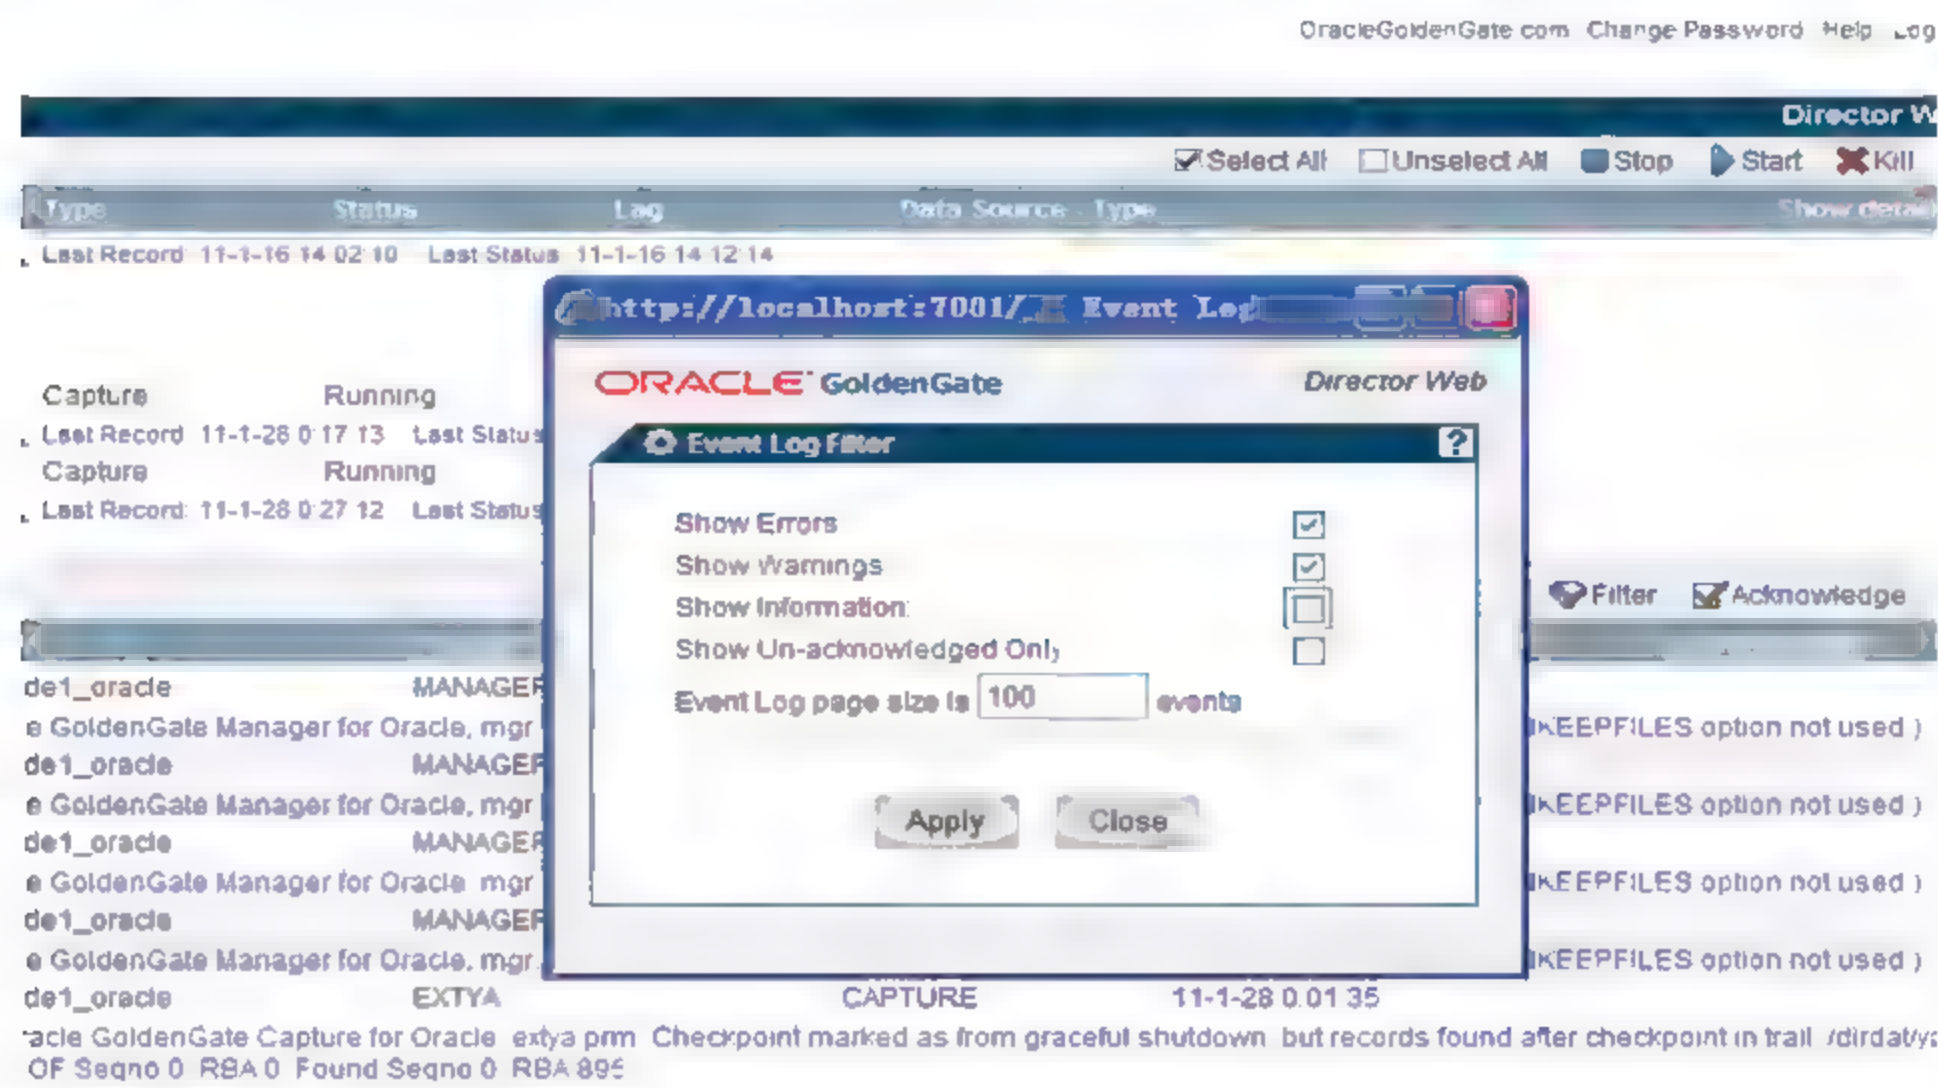 OracleGoldenGate com Change Password Help Log
Director W
Select All Unselect All Stop Start Kill
Type Status Lag Data Source - Type Show detail
Last Record 11-1-16 14 02 10 Last Status 11-1-16 14 12 14
http://localhost:7001/ Event Log
ORACLE GoldenGate Director Web
Capture Running
Last Record 11-1-28 0 17 13 Last Status
Event Log Filter ?
Capture Running
Last Record: 11-1-28 0 27 12 Last Status
Show Errors
Show Warnings
Show Information:
Show Un-acknowledged Only
Filter Acknowledge
Event Log page size is 100 events
de1_oracle MANAGER
e GoldenGate Manager for Oracle, mgr KEEPFILES option not used )
de1_oracle MANAGER
e GoldenGate Manager for Oracle, mgr KEEPFILES option not used )
Apply Close
de1_oracle MANAGER
e GoldenGate Manager for Oracle mgr KEEPFILES option not used )
de1_oracle MANAGER
e GoldenGate Manager for Oracle, mgr. KEEPFILES option not used )
de1_oracle EXTYA CAPTURE 11-1-28 0.01 35
acle GoldenGate Capture for Oracle extya prm Checkpoint marked as from graceful shutdown but records found after checkpoint in trail /dirdat/ya
OF Seqno 0 RBA 0 Found Seqno 0 RBA 895